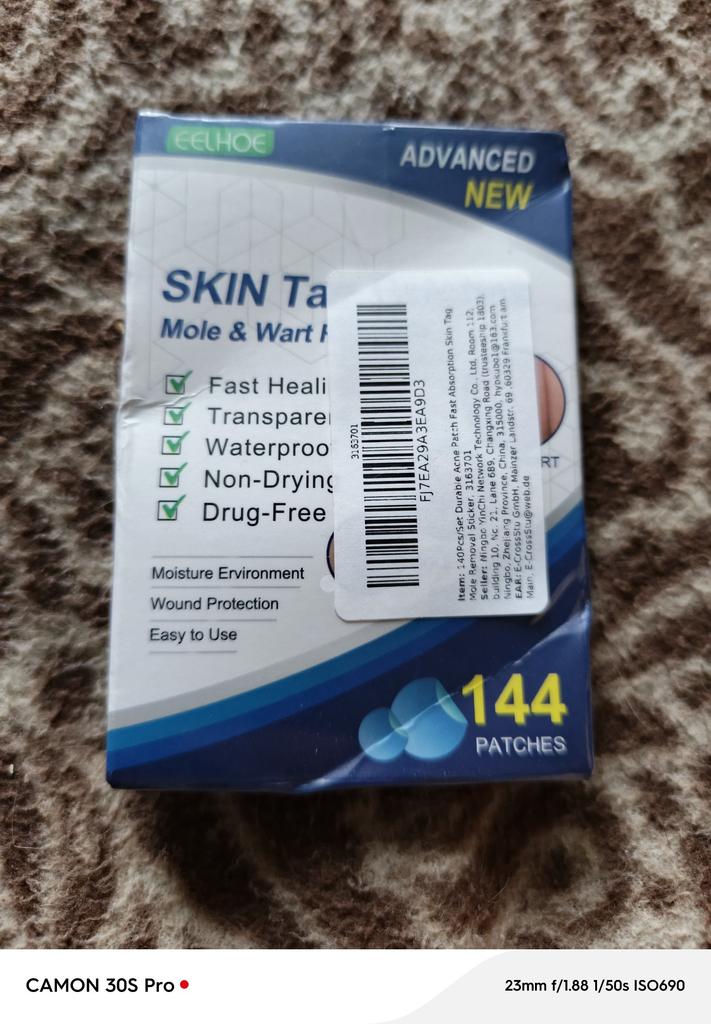 EELHOE
ADVANCED
NEW
SKIN Ta
Mole & Wart
Fast Heali
Transparen
Waterproo
Non-Drying
Drug-Free
Moisture Environment
Wound Protection
Easy to Use
3163701
FJ7EA29A3EA9D3
Item: 140Pcs/Set Durable Acne Patch Fast Absorption Skin Tag
Mole Removal Sticker, 3163701
Seller: Ningbo YinChi Network Technology Co., Ltd, Room 112,
building 10, No. 21, Lane 689, Changxing Road (trusteeship 1803),
Ningbo, Zhejiang Province, China, 315000, hyokubo1@163.com
EAR: E-CrossStu GmbH, Mainzer Landstr. 69, 60329 Frankfurt am
Main, E-CrossStu@web.de
RT
144
PATCHES
CAMON 30S Pro
23mm f/1.88 1/50s ISO690